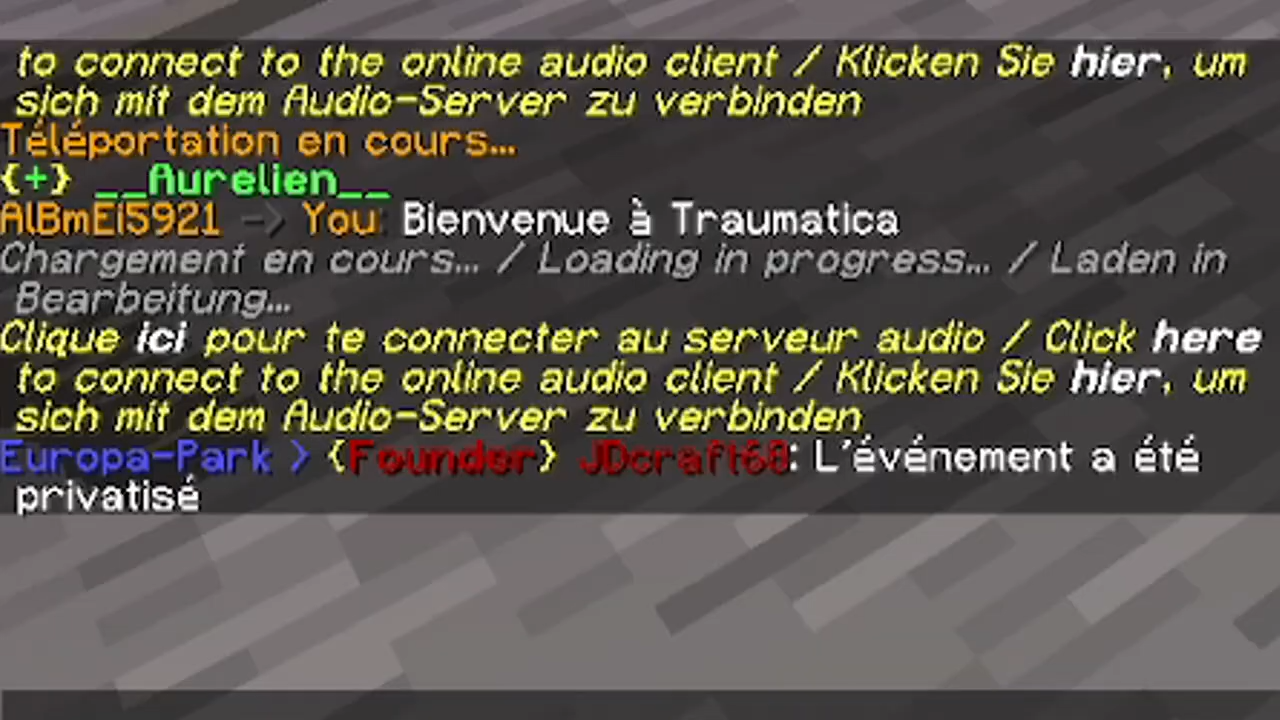 to connect to the online audio client / Klicken Sie hier, um
sich mit dem Audio-Server zu verbinden
Téléportation en cours...
{+} __Aurelien__
AlBmEi5921 -> You: Bienvenue à Traumatica
Chargement en cours... / Loading in progress... / Laden in
Bearbeitung...
Clique ici pour te connecter au serveur audio / Click here
to connect to the online audio client / Klicken Sie hier, um
sich mit dem Audio-Server zu verbinden
Europa-Park > {Founder} JDcraft68: L'événement a été
privatisé